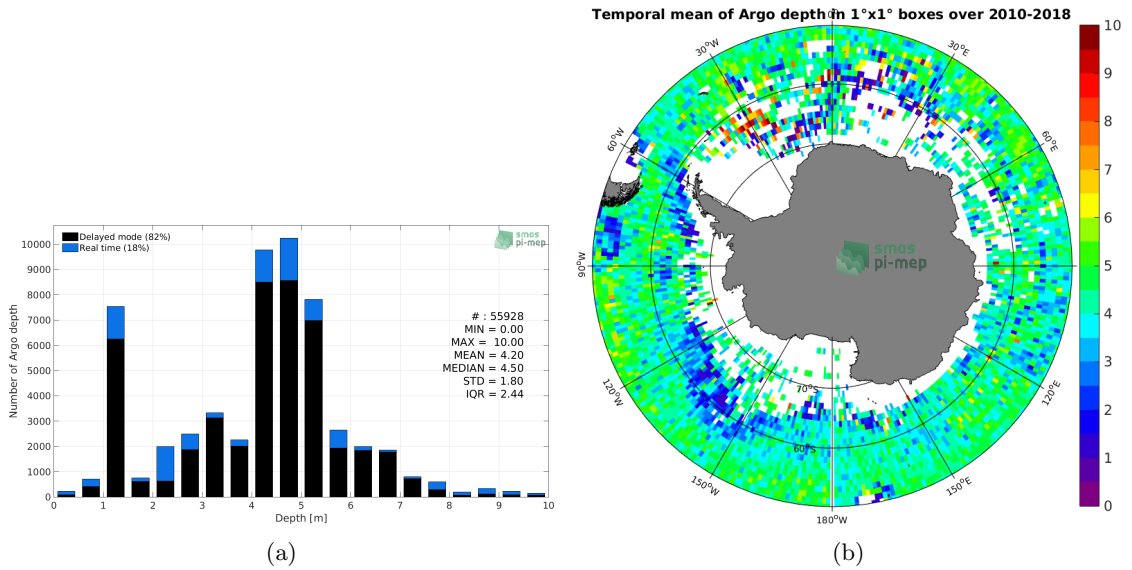 Delayed mode (82%)
Real time (18%)
smos
pi-mep
10000
9000
8000
7000
6000
5000
4000
3000
2000
1000
0
Number of Argo depth
# : 55928
MIN = 0.00
MAX = 10.00
MEAN = 4.20
MEDIAN = 4.50
STD = 1.80
IQR = 2.44
0 1 2 3 4 5 6 7 8 9 10
Depth [m]
(a)
Temporal mean of Argo depth in 1°x1° boxes over 2010-2018
0°
30°W
30°E
60°W
60°E
90°W
smos
pi-mep
120°W
120°E
70°S
60°S
150°W
150°E
180°W
10
9
8
7
6
5
4
3
2
1
0
(b)